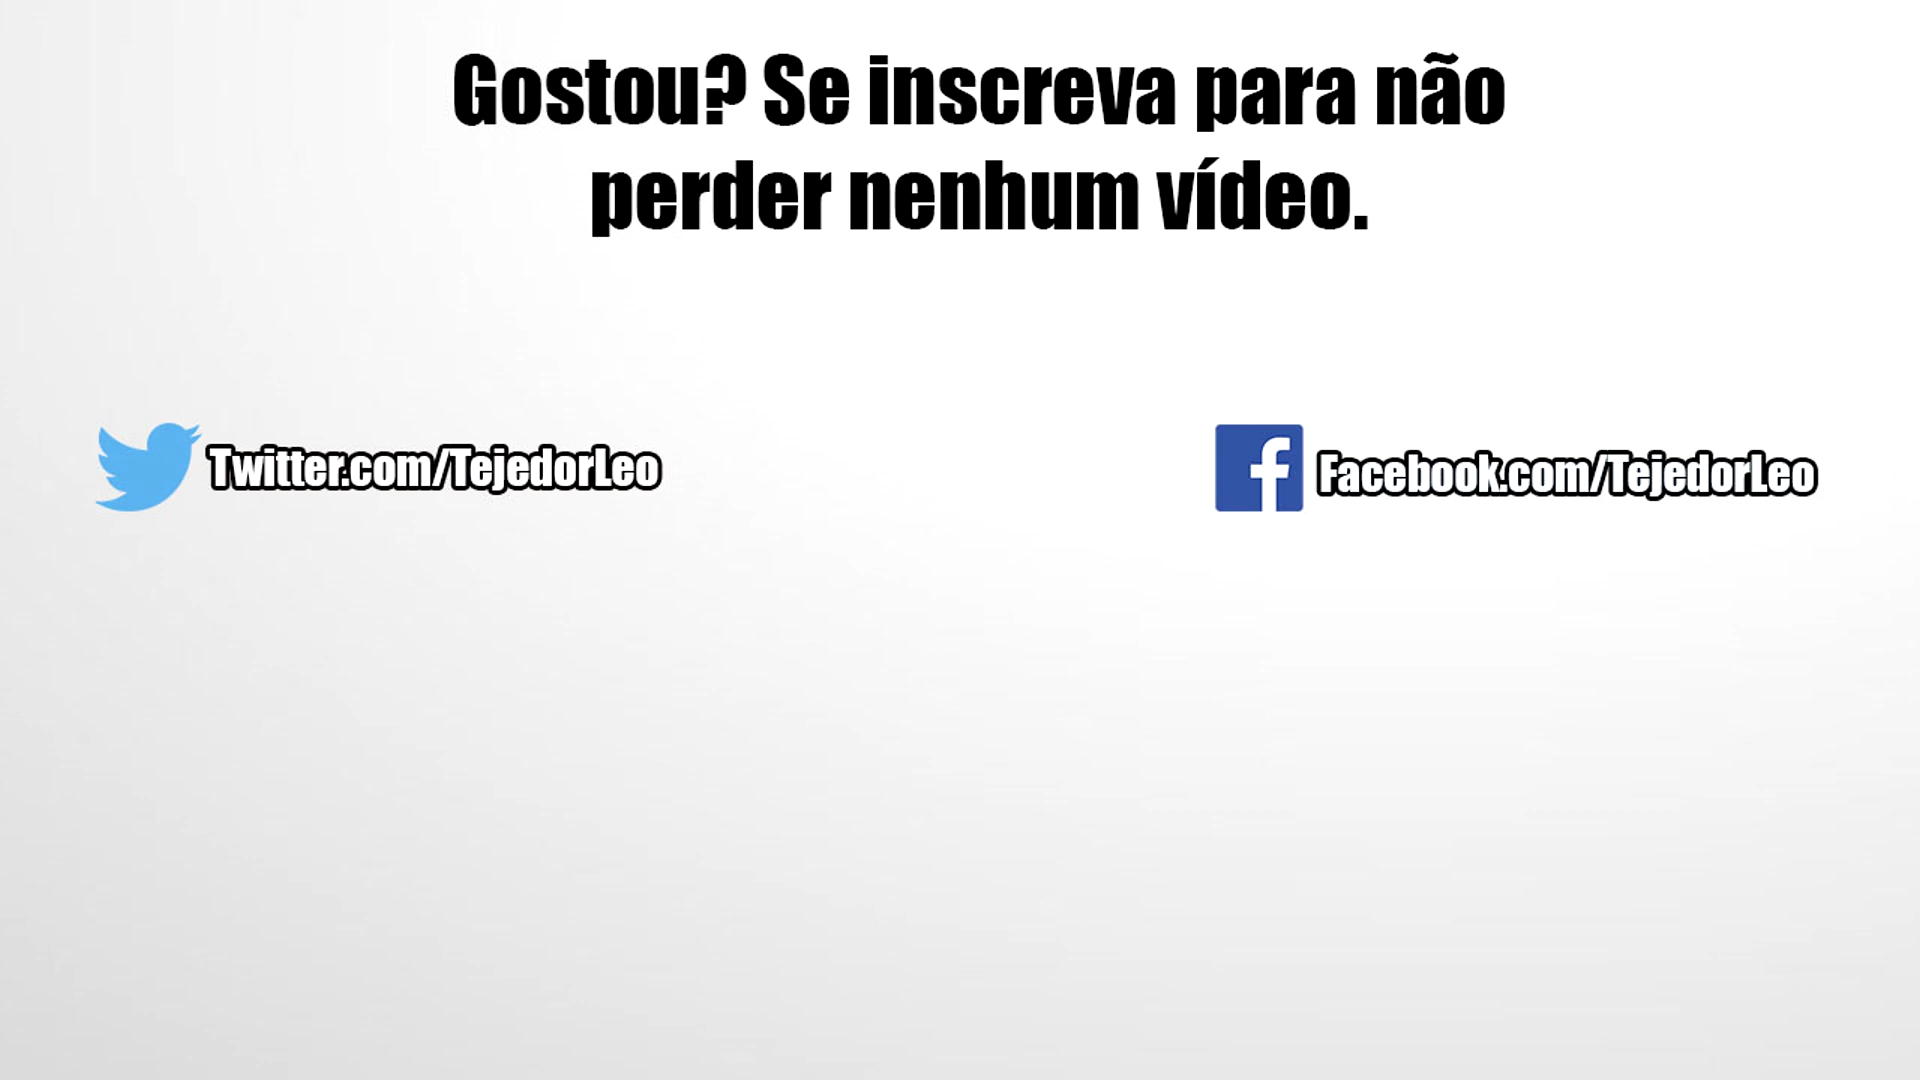 Gostou? Se inscreva para não
perder nenhum vídeo.
Twitter.com/TejedorLeo
Facebook.com/TejedorLeo